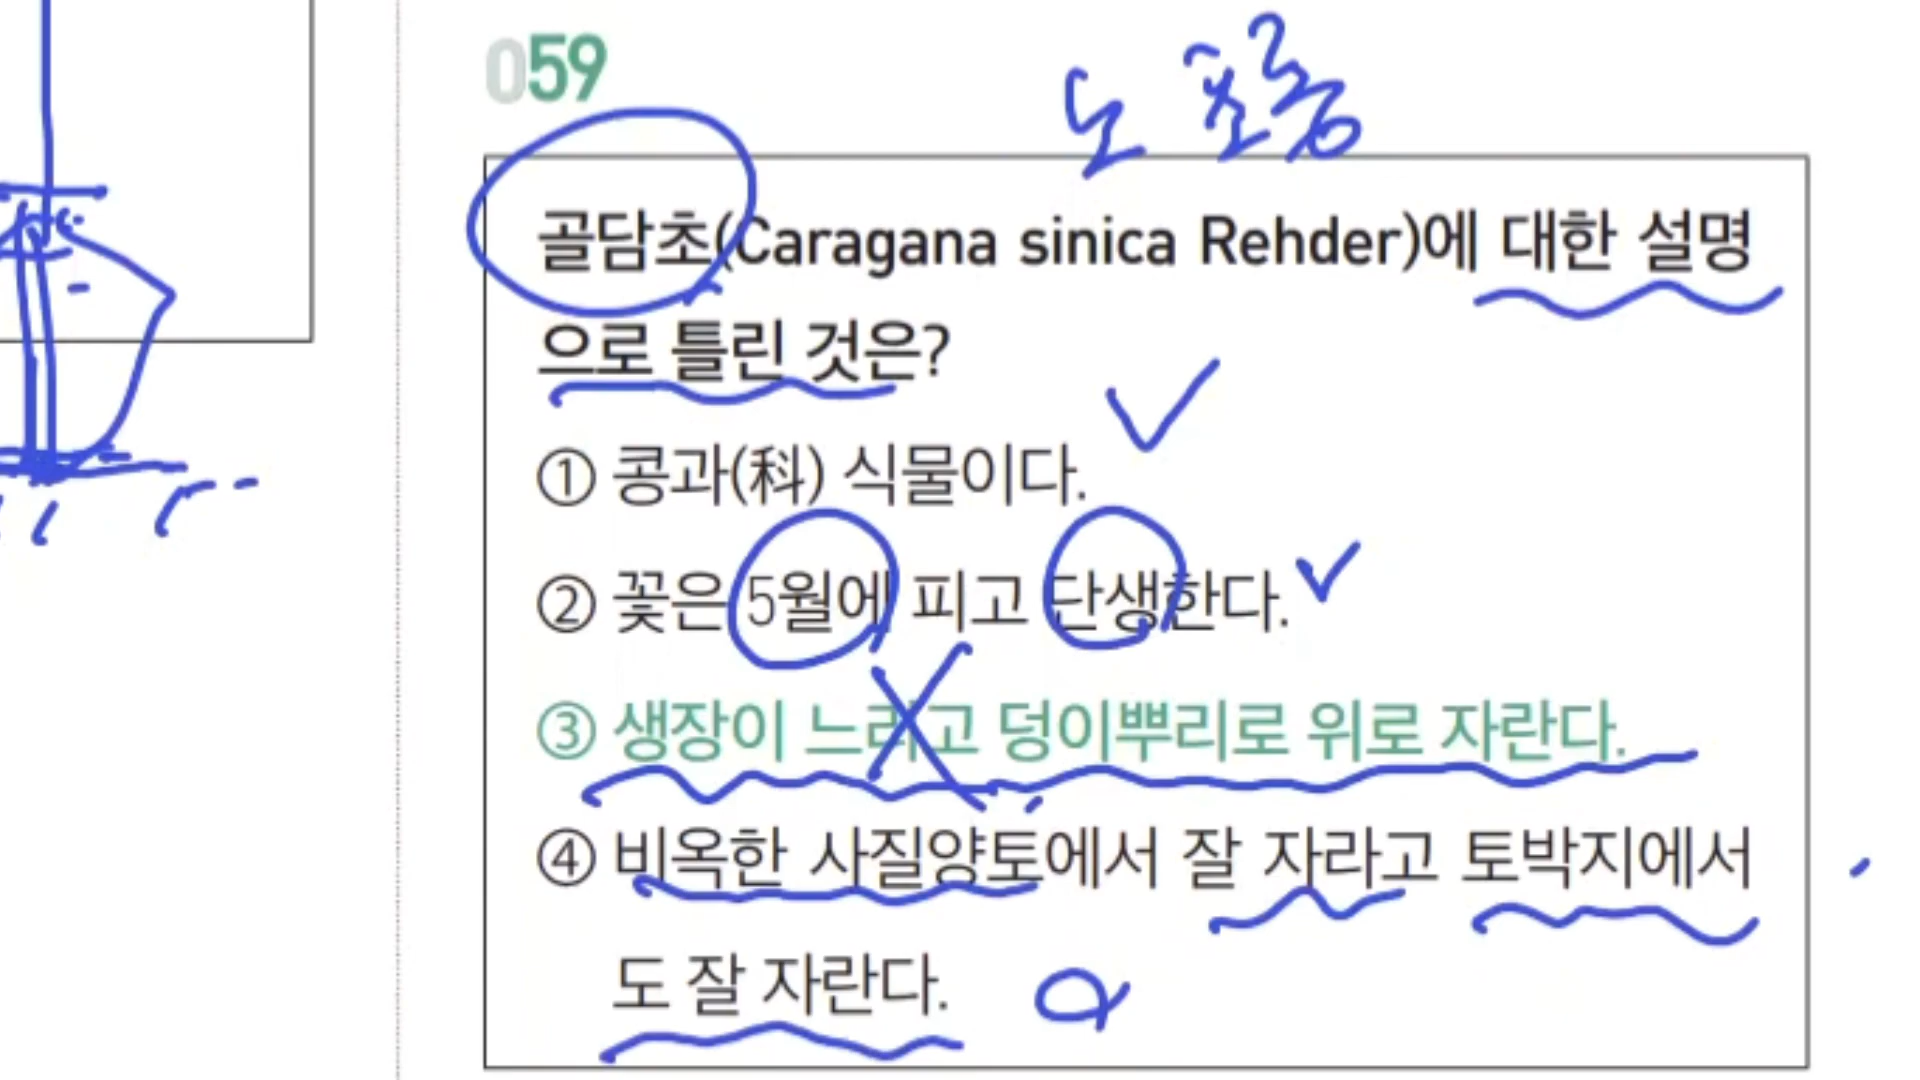 059
골담초(Caragana sinica Rehder)에 대한 설명
으로 틀린 것은?
① 콩과(科) 식물이다.
② 꽃은 5월에 피고 단생한다.
③ 생장이 느리고 덩이뿌리로 위로 자란다.
④ 비옥한 사질양토에서 잘 자라고 토박지에서
도 잘 자란다.